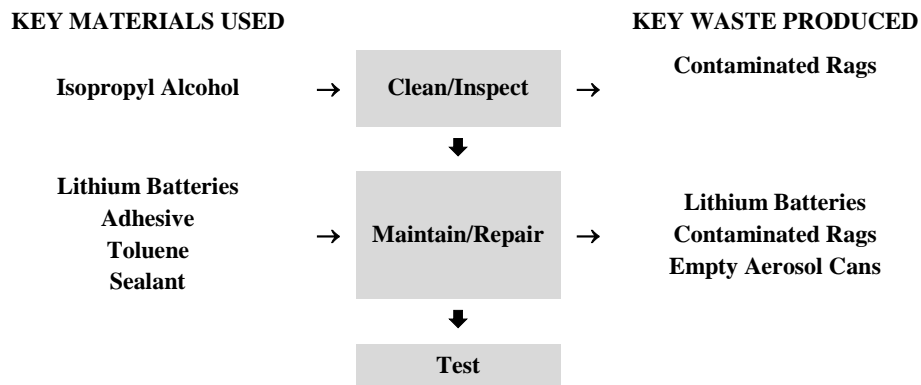 KEY MATERIALS USED
KEY WASTE PRODUCED
Isopropyl Alcohol → Clean/Inspect → Contaminated Rags
Lithium Batteries
Adhesive
Toluene
Sealant
→ Maintain/Repair →
Lithium Batteries
Contaminated Rags
Empty Aerosol Cans
Test